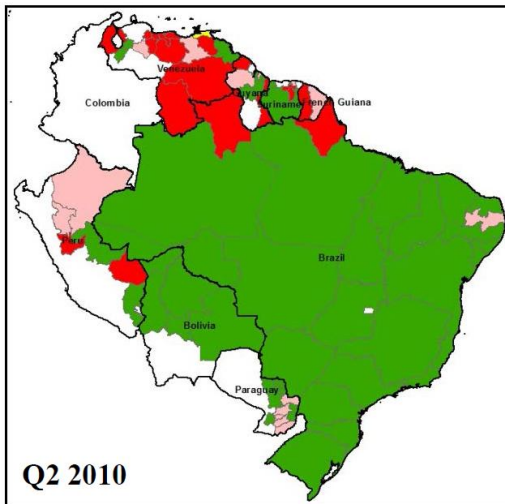 Venezuela
Colombia
Guyana
Suriname
French Guiana
Peru
Brazil
Bolivia
Paraguay
Q2 2010